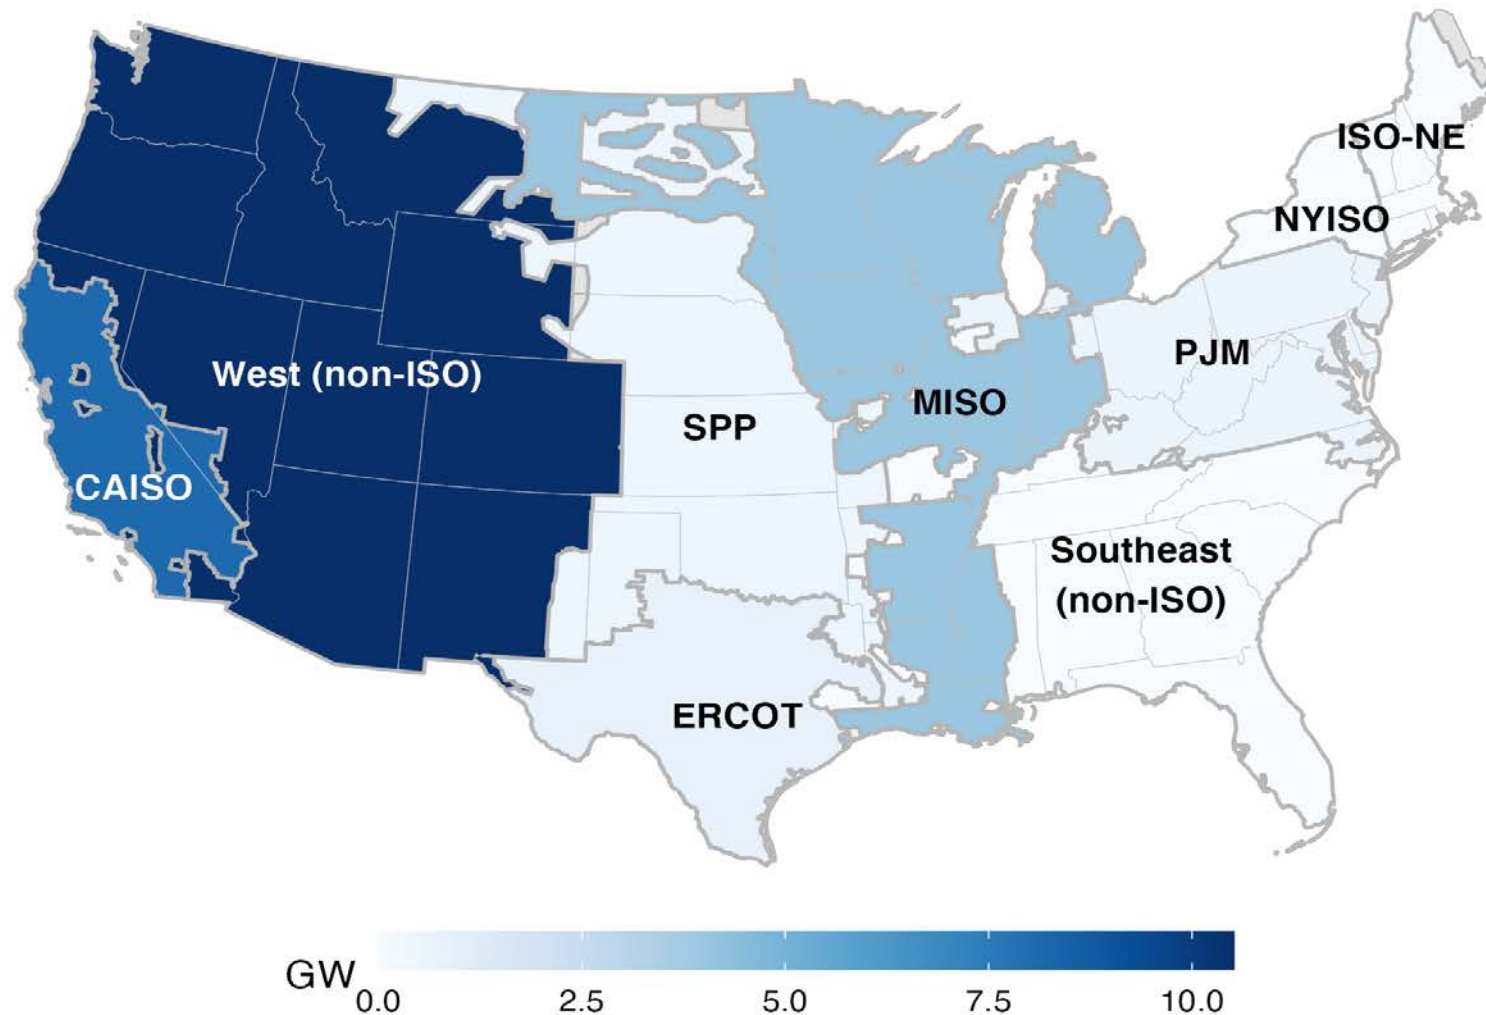 ISO-NE
NYISO
PJM
West (non-ISO)
MISO
SPP
CAISO
Southeast
(non-ISO)
ERCOT
GW
0.0 2.5 5.0 7.5 10.0